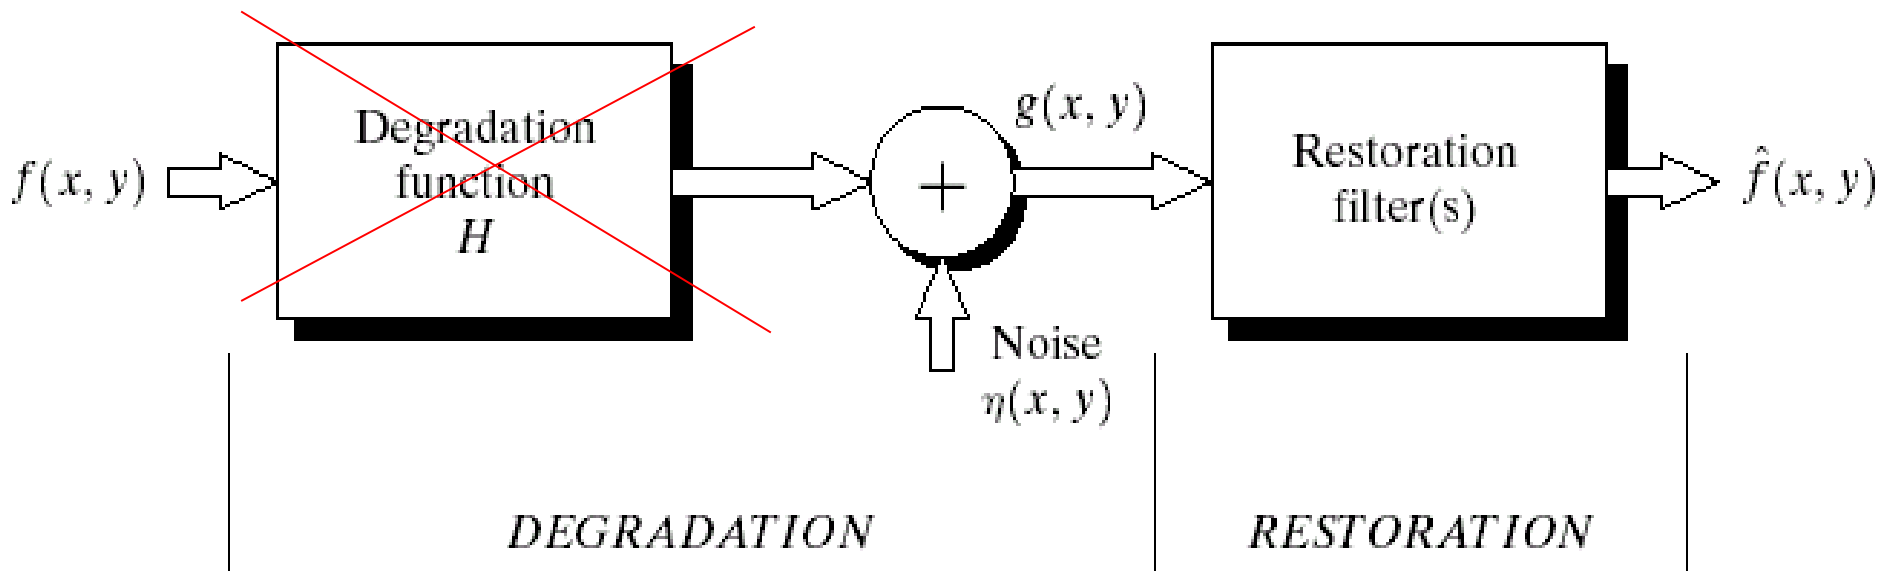 f(x, y)
Degradation
function
H
+
g(x, y)
Noise
η(x, y)
Restoration
filter(s)
f̂(x, y)
DEGRADATION
RESTORATION